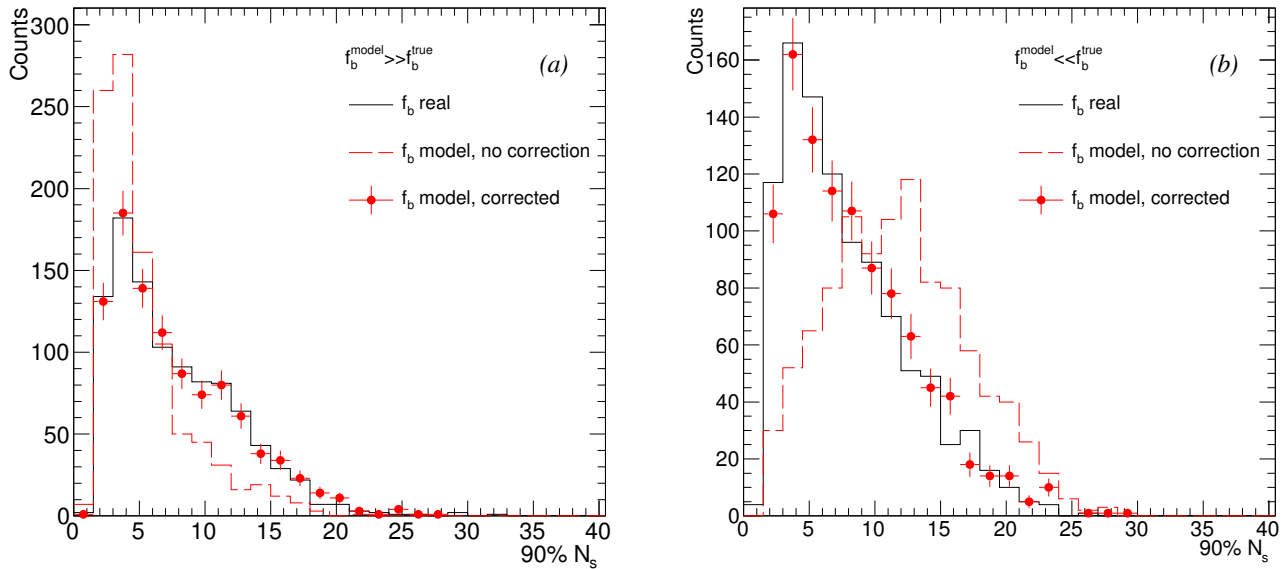 Counts
300
250
200
150
100
50
0
f_b^model>>f_b^true
(a)
f_b real
f_b model, no correction
f_b model, corrected
0 5 10 15 20 25 30 35 40
90% N_s
Counts
160
140
120
100
80
60
40
20
0
f_b^model<<f_b^true
(b)
f_b real
f_b model, no correction
f_b model, corrected
0 5 10 15 20 25 30 35 40
90% N_s